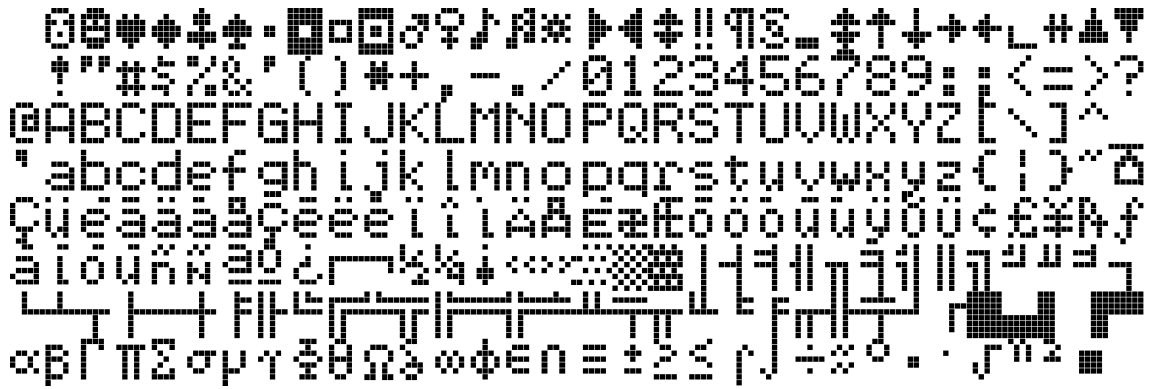 ☺☻♥♦♣♠•◘○◙♂♀♪♫☼►◄↕‼¶§▬↨↑↓→←∟↔▲▼
!"#$%&'()*+,-./0123456789:;<=>?
@ABCDEFGHIJKLMNOPQRSTUVWXYZ[\]^
`abcdefghijklmnopqrstuvwxyz{|}~⌂
ÇüéâäàåçêëèïîìÄÅÉæÆôöòûùÿÖÜ¢£¥₧ƒ
áíóúñÑªº¿⌐¬½¼¡«»░▒▓│┤╡╢╖╕╣║╗╝╜╛┐
└┴┬├─┼╞╟╚╔╩╦╠═╬╧╨╤╥╙╘╒╓╫╪┘┌█▄▌▐▀
αßΓπΣσµτΦΘΩδ∞φε∩≡±≥≤⌠⌡÷≈°∙·√ⁿ²■